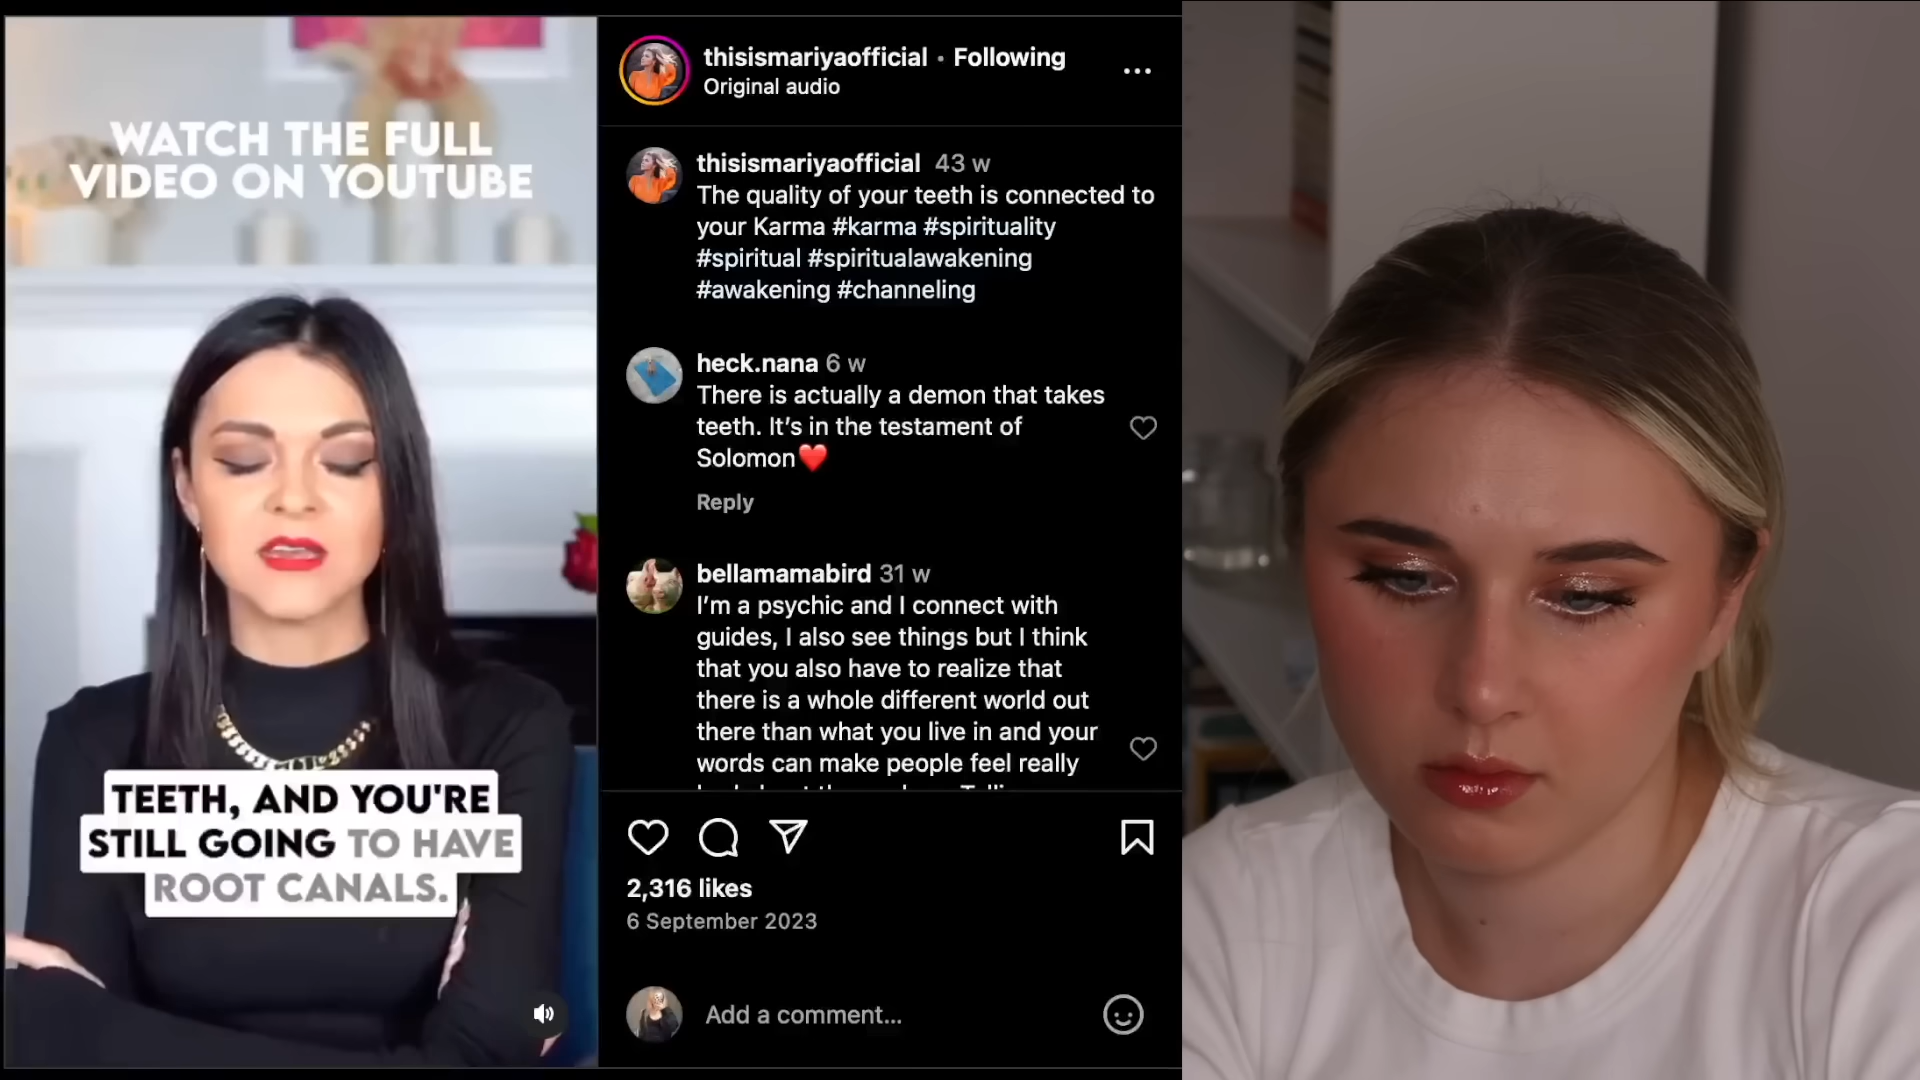 WATCH THE FULL
VIDEO ON YOUTUBE
TEETH, AND YOU'RE
STILL GOING TO HAVE
ROOT CANALS.
thisismariyaofficial • Following
Original audio
thisismariyaofficial 43 w
The quality of your teeth is connected to
your Karma #karma #spirituality
#spiritual #spiritualawakening
#awakening #channeling
heck.nana 6 w
There is actually a demon that takes
teeth. It's in the testament of
Solomon❤️
Reply
bellamamabird 31 w
I'm a psychic and I connect with
guides, I also see things but I think
that you also have to realize that
there is a whole different world out
there than what you live in and your
words can make people feel really
2,316 likes
6 September 2023
Add a comment...